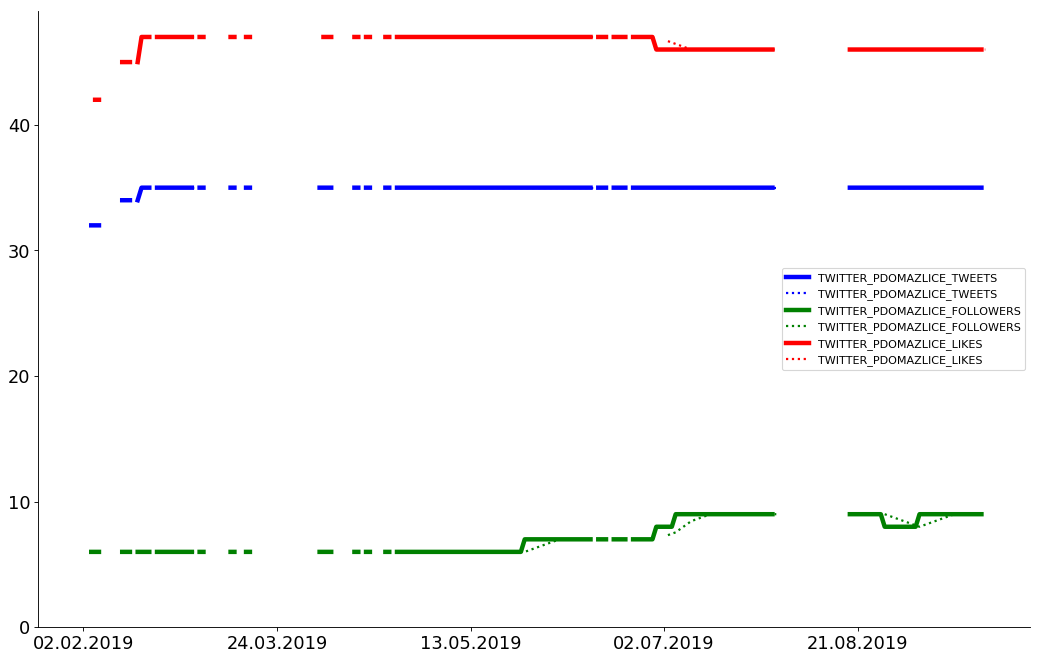 40
30
20
10
0
TWITTER_PDOMAZLICE_TWEETS
TWITTER_PDOMAZLICE_TWEETS
TWITTER_PDOMAZLICE_FOLLOWERS
TWITTER_PDOMAZLICE_FOLLOWERS
TWITTER_PDOMAZLICE_LIKES
TWITTER_PDOMAZLICE_LIKES
02.02.2019 24.03.2019 13.05.2019 02.07.2019 21.08.2019